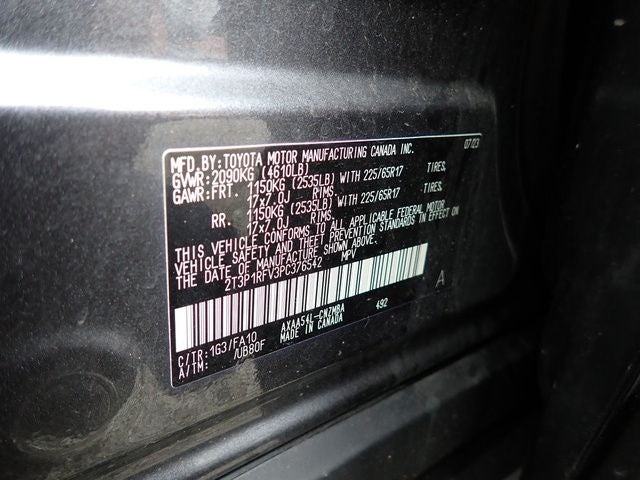 07/23
MFD.BY:TOYOTA MOTOR MANUFACTURING CANADA INC.
GVWR:2090KG (4610LB)
GAWR:FRT. 1150KG (2535LB) WITH 225/65R17 TIRES,
17x7.0J RIMS.
RR. 1150KG (2535LB) WITH 225/65R17 TIRES,
17x7.0J RIMS.
THIS VEHICLE CONFORMS TO ALL APPLICABLE FEDERAL MOTOR
VEHICLE SAFETY AND THEFT PREVENTION STANDARDS IN EFFECT ON
THE DATE OF MANUFACTURE SHOWN ABOVE.
2T3P1RFV3PC376542 MPV
A
C/TR:1G3/FA10 AXAA54L-CNZMBA 492
A/TM: /UB80F MADE IN CANADA